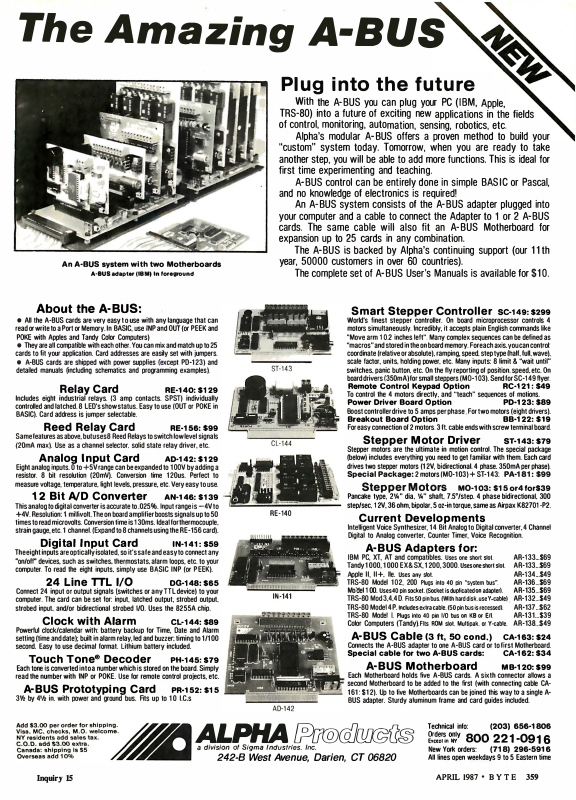 The Amazing A-BUS
NEW
An A-BUS system with two Motherboards
A-BUS adapter (IBM) in foreground
Plug into the future
With the A-BUS you can plug your PC (IBM, Apple,
TRS-80) into a future of exciting new applications in the fields
of control, monitoring, automation, sensing, robotics, etc.
Alpha's modular A-BUS offers a proven method to build your
"custom" system today. Tomorrow, when you are ready to take
another step, you will be able to add more functions. This is ideal for
first time experimenting and teaching.
A-BUS control can be entirely done in simple BASIC or Pascal,
and no knowledge of electronics is required!
An A-BUS system consists of the A-BUS adapter plugged into
your computer and a cable to connect the Adapter to 1 or 2 A-BUS
cards. The same cable will also fit an A-BUS Motherboard for
expansion up to 25 cards in any combination.
The A-BUS is backed by Alpha's continuing support (our 11th
year, 50000 customers in over 60 countries).
The complete set of A-BUS User's Manuals is available for $10.
About the A-BUS:
● All the A-BUS cards are very easy to use with any language that can
read or write to a Port or Memory. In BASIC, use INP and OUT (or PEEK and
POKE with Apples and Tandy Color Computers)
● They are all compatible with each other. You can mix and match up to 25
cards to fit your application. Card addresses are easily set with jumpers.
● A-BUS cards are shipped with power supplies (except PD-123) and
detailed manuals (including schematics and programming examples).
Relay Card RE-140: $129
Includes eight industrial relays. (3 amp contacts. SPST) individually
controlled and latched. 8 LED's show status. Easy to use (OUT or POKE in
BASIC). Card address is jumper selectable.
Reed Relay Card RE-156: $99
Same features as above, but uses 8 Reed Relays to switch low level signals
(20mA max). Use as a channel selector, solid state relay driver, etc.
Analog Input Card AD-142: $129
Eight analog inputs. 0 to +5V range can be expanded to 100V by adding a
resistor. 8 bit resolution (20mV). Conversion time 120us. Perfect to
measure voltage, temperature, light levels, pressure, etc. Very easy to use.
12 Bit A/D Converter AN-146: $139
This analog to digital converter is accurate to .025%. Input range is −4V to
+4V. Resolution: 1 millivolt. The on board amplifier boosts signals up to 50
times to read microvolts. Conversion time is 130ms. Ideal for thermocouple,
strain gauge, etc. 1 channel. (Expand to 8 channels using the RE-156 card).
Digital Input Card IN-141: $59
The eight inputs are optically isolated, so it's safe and easy to connect any
"on/off" devices, such as switches, thermostats, alarm loops, etc. to your
computer. To read the eight inputs, simply use BASIC INP (or PEEK).
24 Line TTL I/O DG-148: $65
Connect 24 input or output signals (switches or any TTL device) to your
computer. The card can be set for: input, latched output, strobed output,
strobed input, and/or bidirectional strobed I/O. Uses the 8255A chip.
Clock with Alarm CL-144: $89
Powerful clock/calendar with: battery backup for Time, Date and Alarm
setting (time and date); built in alarm relay, led and buzzer; timing to 1/100
second. Easy to use decimal format. Lithium battery included.
Touch Tone® Decoder PH-145: $79
Each tone is converted into a number which is stored on the board. Simply
read the number with INP or POKE. Use for remote control projects, etc.
A-BUS Prototyping Card PR-152: $15
3½ by 4½ in. with power and ground bus. Fits up to 10 I.C.s
ST-143
CL-144
RE-140
IN-141
AD-142
Smart Stepper Controller SC-149: $299
World's finest stepper controller. On board microprocessor controls 4
motors simultaneously. Incredibly, it accepts plain English commands like
"Move arm 10.2 inches left". Many complex sequences can be defined as
"macros" and stored in the on board memory. For each axis, you can control:
coordinate (relative or absolute), ramping, speed, step type (half, full, wave),
scale factor, units, holding power, etc. Many inputs: 8 limit & "wait until"
switches, panic button, etc. On the fly reporting of position, speed, etc. On
board drivers (350mA) for small steppers (MO-103). Send for SC-149 flyer.
Remote Control Keypad Option RC-121: $49
To control the 4 motors directly, and "teach" sequences of motions.
Power Driver Board Option PD-123: $89
Boost controller drive to 5 amps per phase. For two motors (eight drivers).
Breakout Board Option BB-122: $19
For easy connection of 2 motors. 3 ft. cable ends with screw terminal board.
Stepper Motor Driver ST-143: $79
Stepper motors are the ultimate in motion control. The special package
(below) includes everything you need to get familiar with them. Each card
drives two stepper motors (12V, bidirectional, 4 phase, 350mA per phase).
Special Package: 2 motors (MO-103) + ST-143: PA-181: $99
Stepper Motors MO-103: $15 or 4 for $39
Pancake type, 2¼" dia, ¼" shaft, 7.5°/step, 4 phase bidirectional, 300
step/sec, 12V, 36 ohm, bipolar, 5 oz-in torque, same as Airpax K82701-P2.
Current Developments
Intelligent Voice Synthesizer, 14 Bit Analog to Digital converter, 4 Channel
Digital to Analog converter, Counter Timer, Voice Recognition.
A-BUS Adapters for:
IBM PC, XT, AT and compatibles. Uses one short slot. AR-133..$69
Tandy 1000, 1000 EX & SX, 1200, 3000. Uses one short slot. AR-133..$69
Apple II, II+, IIe. Uses any slot. AR-134..$49
TRS-80 Model 102, 200 Plugs into 40 pin "system bus". AR-136..$69
Model 100. Uses 40 pin socket. (Socket is duplicated on adapter). AR-135..$69
TRS-80 Mod 3,4,4 D. Fits 50 pin bus. (With hard disk, use Y-cable). AR-132..$49
TRS-80 Model 4P. Includes extra cable. (50 pin bus is recessed). AR-137..$62
TRS-80 Model I. Plugs into 40 pin I/O bus on KB or E/I. AR-131..$39
Color Computers (Tandy) Fits ROM slot. Multipak. or Y-cable. AR-138..$49
A-BUS Cable (3 ft, 50 cond.) CA-163: $24
Connects the A-BUS adapter to one A-BUS card or to first Motherboard.
Special cable for two A-BUS cards: CA-162: $34
A-BUS Motherboard MB-120: $99
Each Motherboard holds five A-BUS cards. A sixth connector allows a
second Motherboard to be added to the first (with connecting cable CA-
161: $12). Up to five Motherboards can be joined this way to a single A-
BUS adapter. Sturdy aluminum frame and card guides included.
Add $3.00 per order for shipping.
Visa, MC, checks, M.O. welcome.
NY residents add sales tax.
C.O.D. add $3.00 extra.
Canada: shipping is $5
Overseas add 10%
ALPHA Products
a division of Sigma Industries, Inc.
242-B West Avenue, Darien, CT 06820
Technical info: (203) 656-1806
Orders only
Except in NY 800 221-0916
New York orders: (718) 296-5916
All lines open weekdays 9 to 5 Eastern time
Inquiry 15
APRIL 1987 • BYTE 359